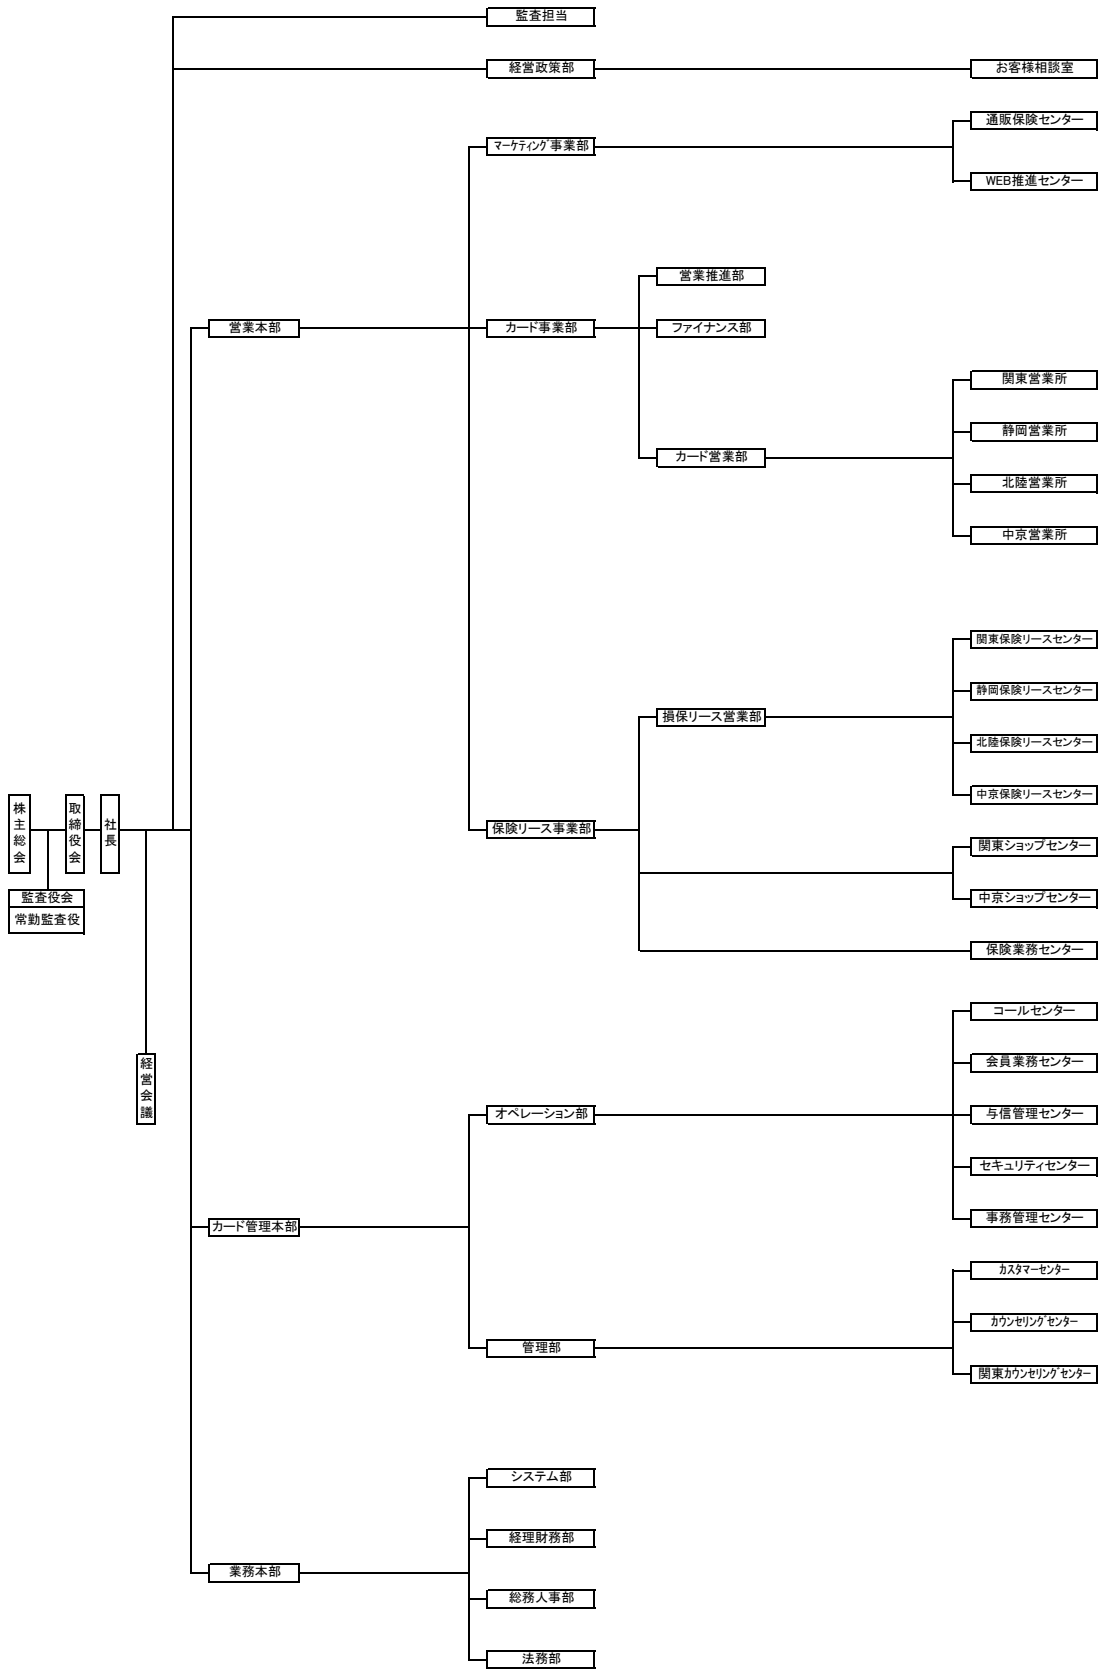 監査担当
経営政策部
お客様相談室
通販保険センター
マーケティング事業部
WEB推進センター
営業推進部
営業本部
カード事業部
ファイナンス部
関東営業所
静岡営業所
カード営業部
北陸営業所
中京営業所
関東保険リースセンター
静岡保険リースセンター
損保リース営業部
北陸保険リースセンター
中京保険リースセンター
株主総会
取締役会
社長
保険リース事業部
関東ショップセンター
監査役会
常勤監査役
中京ショップセンター
保険業務センター
コールセンター
経営会議
会員業務センター
オペレーション部
与信管理センター
セキュリティセンター
カード管理本部
事務管理センター
カスタマーセンター
カウンセリングセンター
管理部
関東カウンセリングセンター
システム部
経理財務部
業務本部
総務人事部
法務部